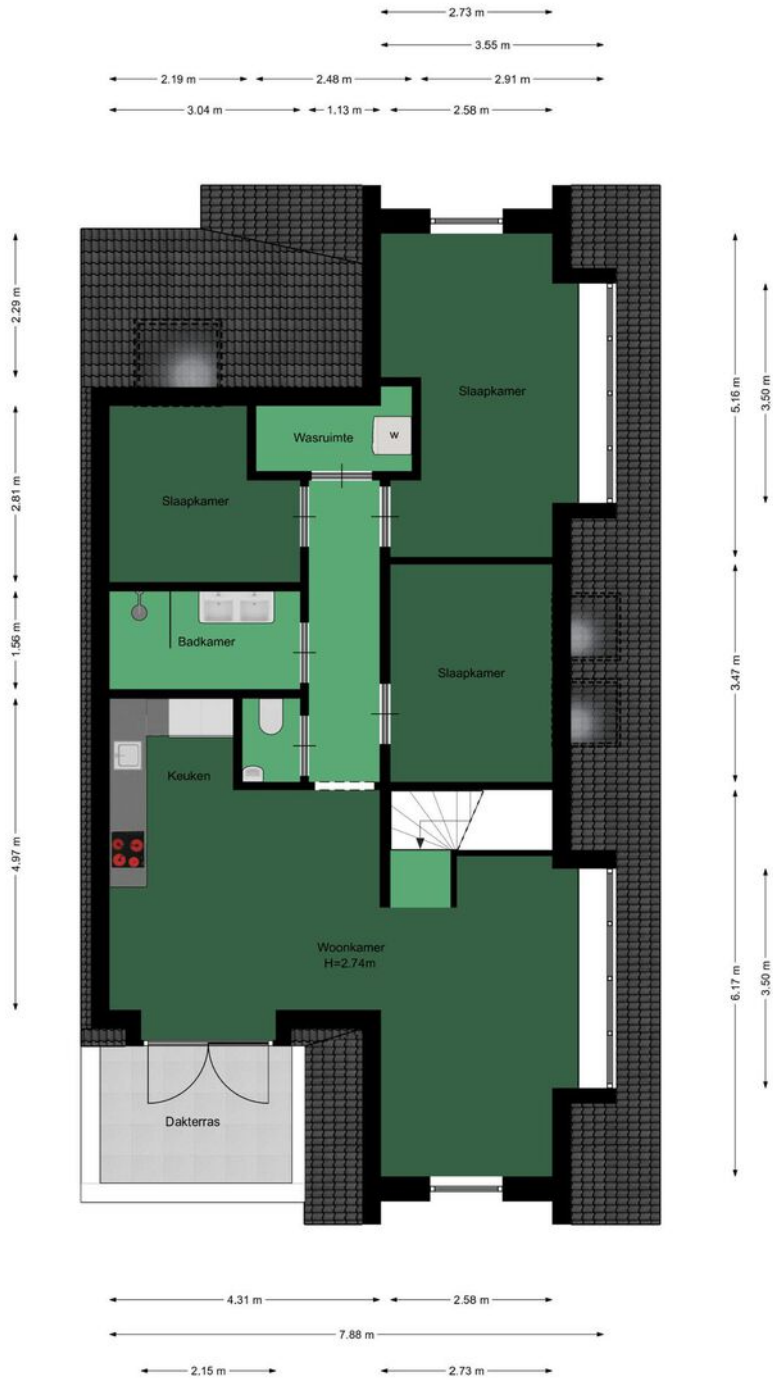 2.73 m
3.55 m
2.19 m
2.48 m
2.91 m
3.04 m
1.13 m
2.58 m
2.29 m
2.81 m
1.56 m
4.97 m
5.16 m
3.50 m
3.47 m
6.17 m
3.50 m
Slaapkamer
Wasruimte
W
Slaapkamer
Badkamer
Slaapkamer
Keuken
Woonkamer
H=2.74m
Dakterras
4.31 m
2.58 m
7.88 m
2.15 m
2.73 m